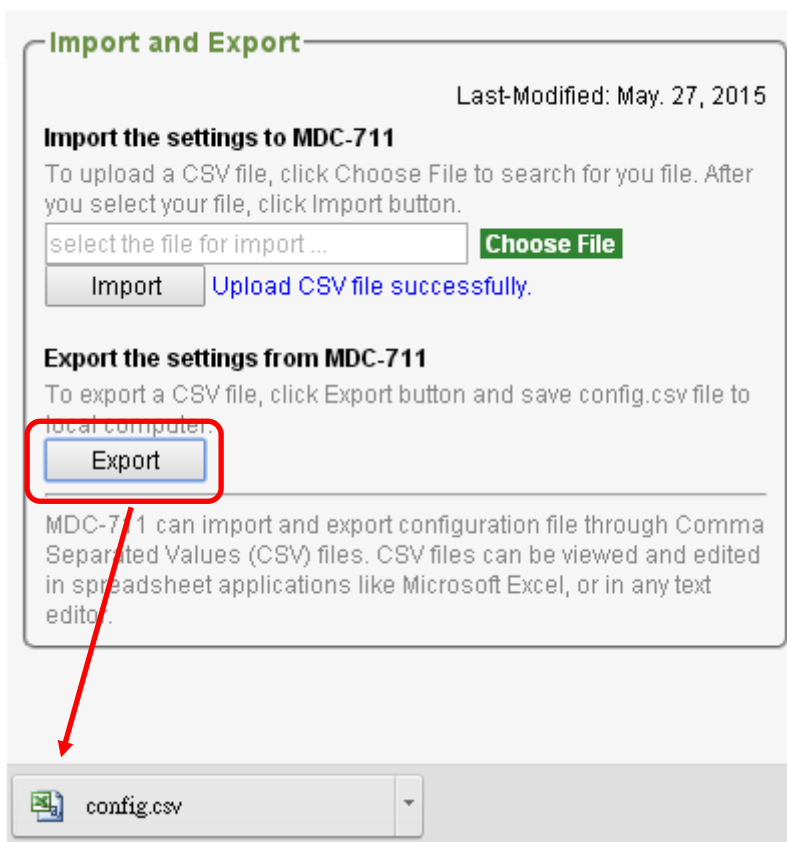 Import and Export
Last-Modified: May. 27, 2015
Import the settings to MDC-711
To upload a CSV file, click Choose File to search for you file. After
you select your file, click Import button.
select the file for import ...
Choose File
Import
Upload CSV file successfully.
Export the settings from MDC-711
To export a CSV file, click Export button and save config.csv file to
local computer.
Export
MDC-711 can import and export configuration file through Comma
Separated Values (CSV) files. CSV files can be viewed and edited
in spreadsheet applications like Microsoft Excel, or in any text
editor.
config.csv